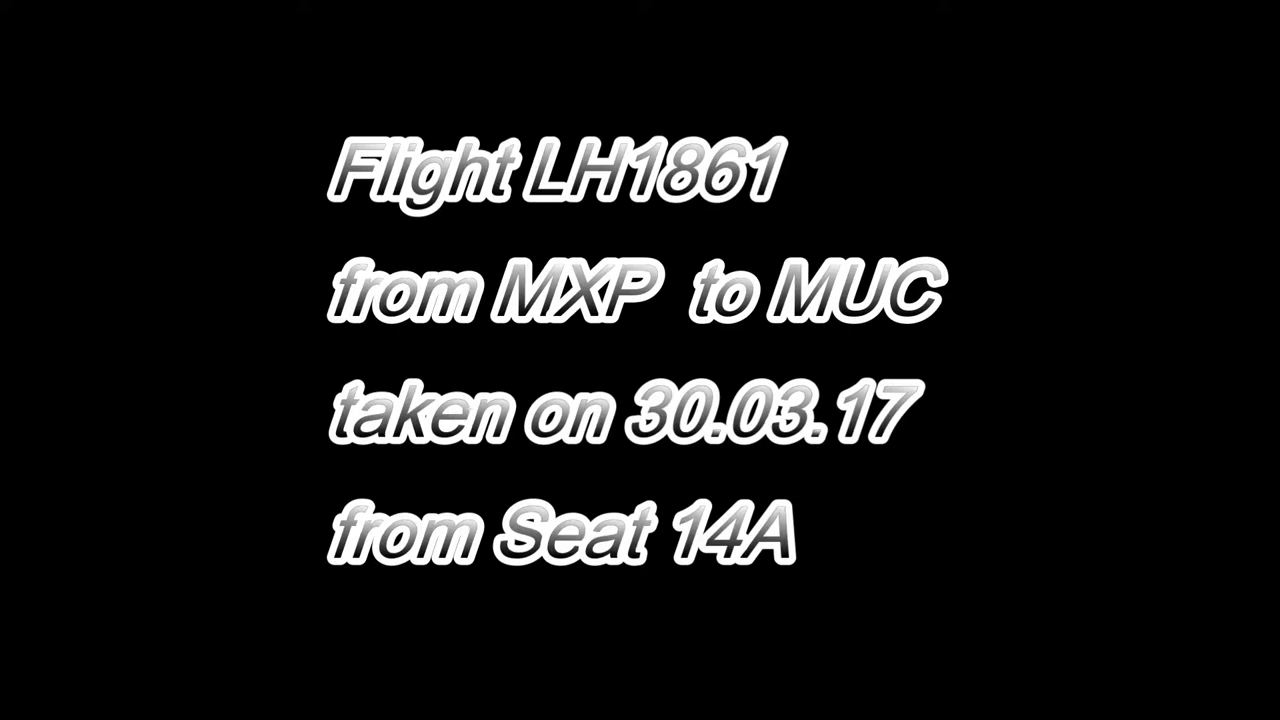 Flight LH1861
from MXP  to MUC
taken on 30.03.17
from Seat 14A